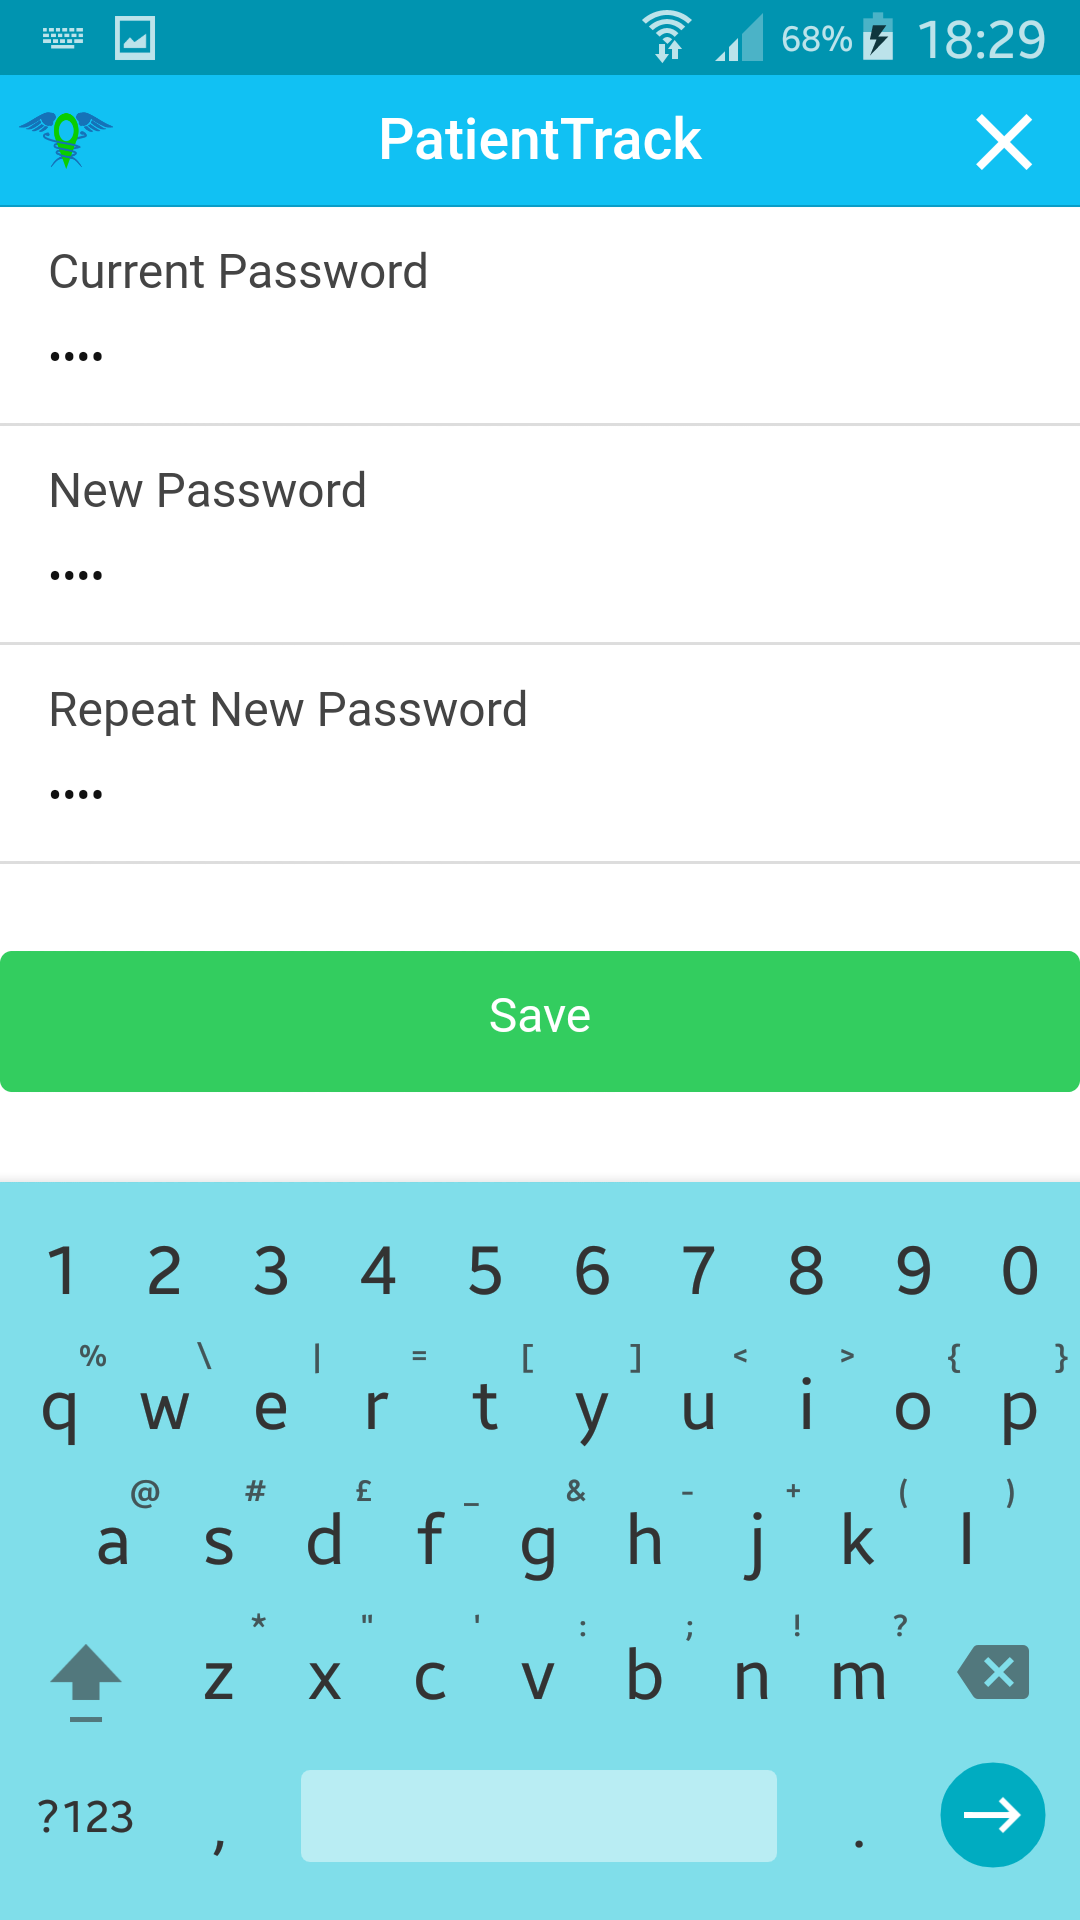 68% 18:29
PatientTrack
Current Password
••••
New Password
••••
Repeat New Password
••••
Save
1 2 3 4 5 6 7 8 9 0
% \ | = [ ] < > { }
q w e r t y u i o p
@ # £ _ & - + ( )
a s d f g h j k l
* " ' : ; ! ?
z x c v b n m
?123 , .